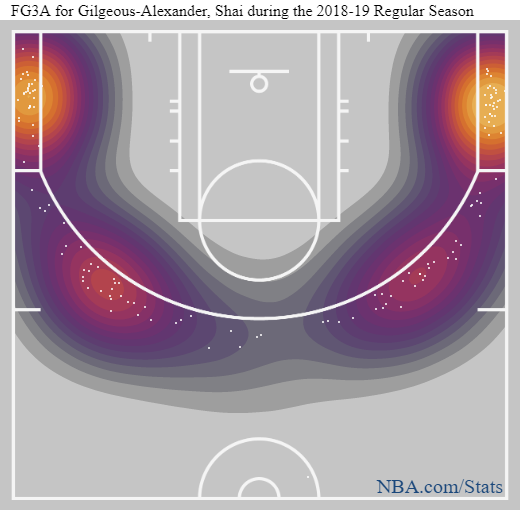 FG3A for Gilgeous-Alexander, Shai during the 2018-19 Regular Season
NBA.com/Stats